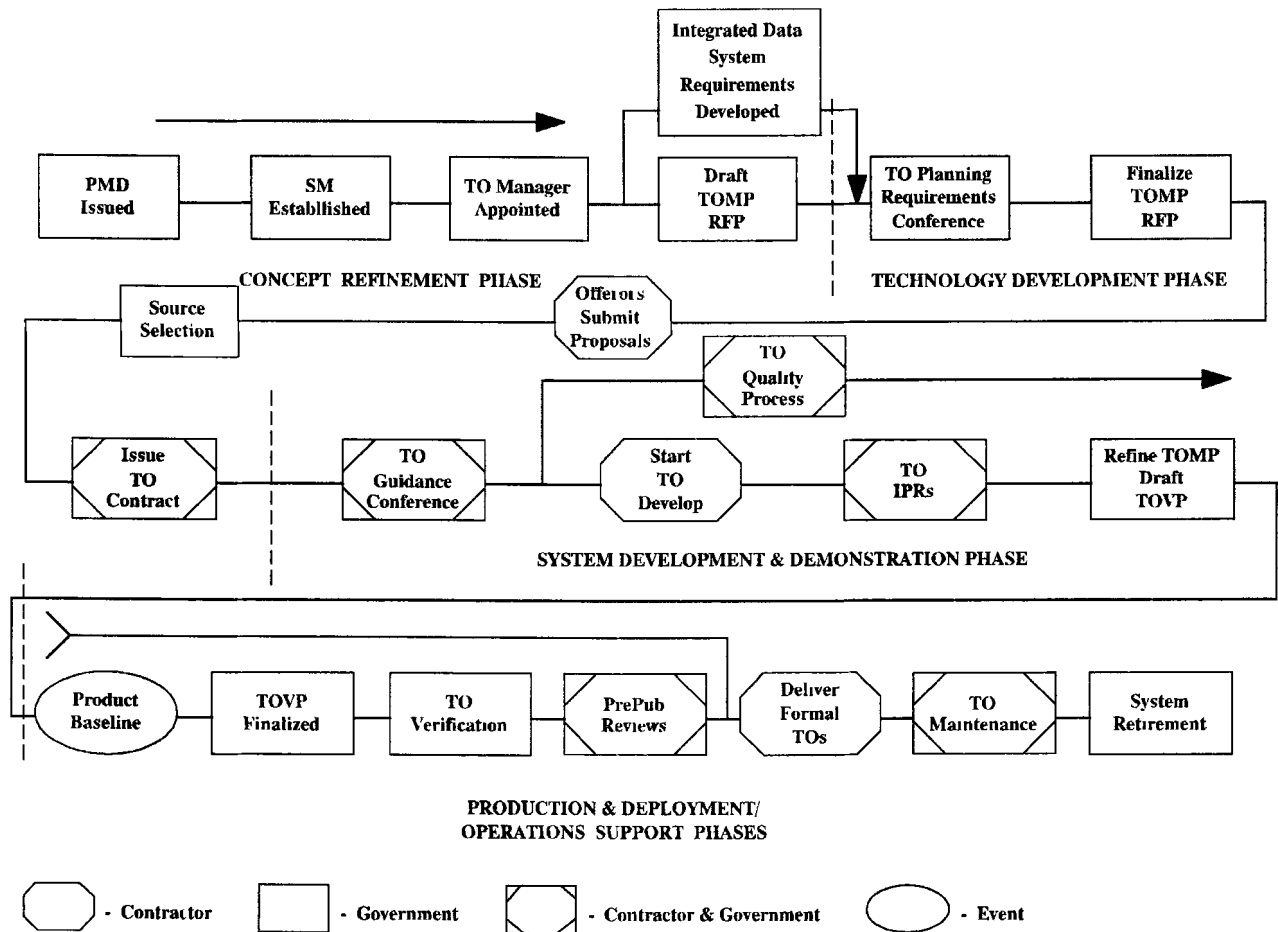 Integrated Data
System
Requirements
Developed
PMD
Issued
SM
Established
TO Manager
Appointed
Draft
TOMP
RFP
TO Planning
Requirements
Conference
Finalize
TOMP
RFP
CONCEPT REFINEMENT PHASE
TECHNOLOGY DEVELOPMENT PHASE
Source
Selection
Offerors
Submit
Proposals
TO
Quality
Process
Issue
TO
Contract
TO
Guidance
Conference
Start
TO
Develop
TO
IPRs
Refine TOMP
Draft
TOVP
SYSTEM DEVELOPMENT & DEMONSTRATION PHASE
Product
Baseline
TOVP
Finalized
TO
Verification
PrePub
Reviews
Deliver
Formal
TOs
TO
Maintenance
System
Retirement
PRODUCTION & DEPLOYMENT/
OPERATIONS SUPPORT PHASES
- Contractor
- Government
- Contractor & Government
- Event